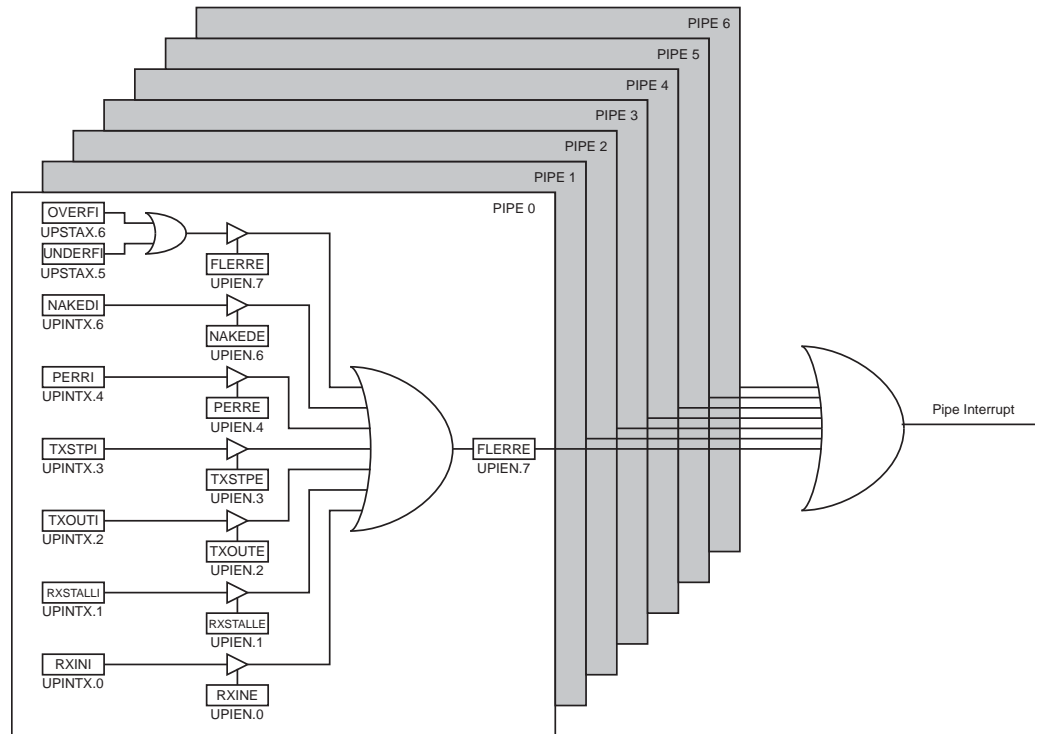 PIPE 6
PIPE 5
PIPE 4
PIPE 3
PIPE 2
PIPE 1
PIPE 0
OVERFI
UPSTAX.6
UNDERFI
UPSTAX.5
FLERRE
UPIEN.7
NAKEDI
UPINTX.6
NAKEDE
UPIEN.6
PERRI
UPINTX.4
PERRE
UPIEN.4
TXSTPI
UPINTX.3
TXSTPE
UPIEN.3
TXOUTI
UPINTX.2
TXOUTE
UPIEN.2
RXSTALLI
UPINTX.1
RXSTALLE
UPIEN.1
RXINI
UPINTX.0
RXINE
UPIEN.0
FLERRE
UPIEN.7
Pipe Interrupt